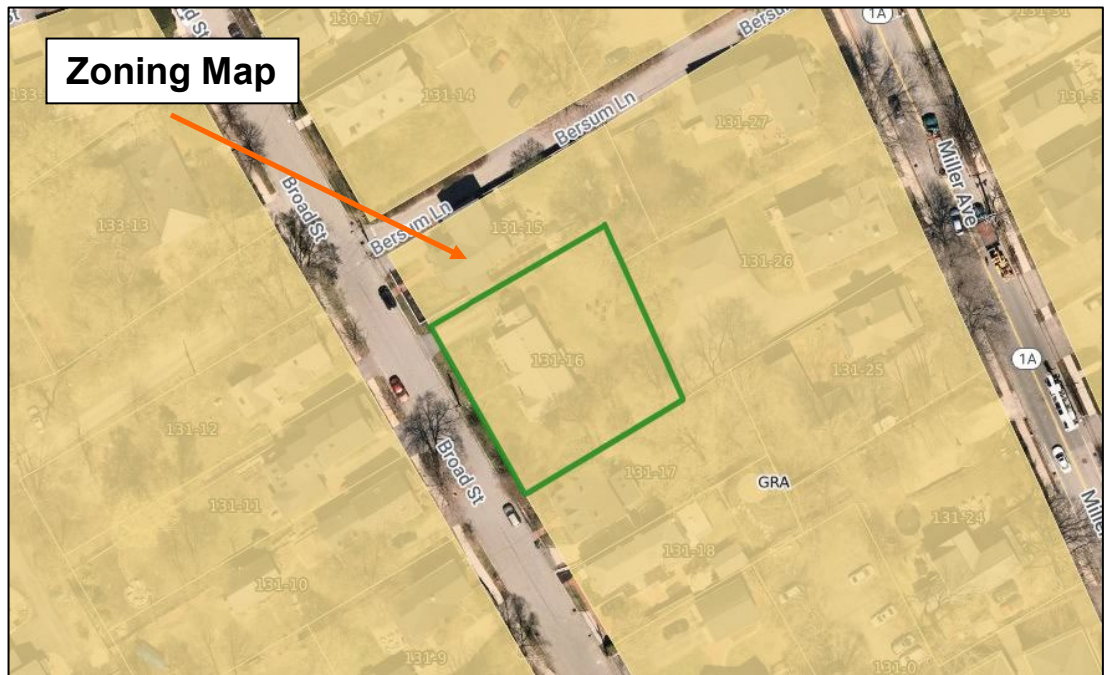 130-17
Zoning Map
1A
131-14
131-27
Bersum Ln
Miller Ave
Broad St
133-13
Bersum Ln
131-15
131-26
131-16
1A
131-25
131-12
Broad St
131-17
GRA
131-11
131-24
131-18
131-10
131-9